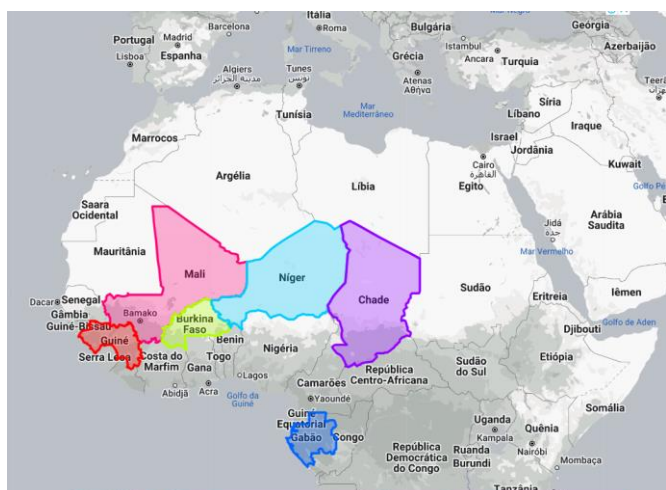 Mar Negro
Bulgária
Geórgia
Itália
Roma
Barcelona
Portugal
Madrid
Lisboa
Espanha
Mar Tirreno
Istambul
Azerbaijão
Grécia
Ancara
Turquia
Algiers
مدينة الجزائر
Tunes
تونس
Atenas
Αθήνα
Tunísia
Mar
Mediterrâneo
Síria
Líbano
Iraque
Marrocos
Israel
Jordânia
Cairo
القاهرة
Kuwait
Argélia
Líbia
Egito
Saara
Ocidental
Jidá
جدة
Arábia
Saudita
Mauritânia
Mar Vermelho
Mali
Níger
Chade
Sudão
Dacar
Senegal
Gâmbia
Guiné-Bissau
Bamako
Burkina
Faso
Eritreia
Iêmen
Golfo de Aden
Guiné
Benin
Djibouti
Serra Leoa
Costa do
Marfim
Togo
Gana
Nigéria
Lagos
Abidjã
Acra
República
Centro-Africana
Sudão
do Sul
Etiópia
Camarões
Yaoundé
Golfo da
Guiné
Somália
Guiné
Equatorial
Gabão
Congo
Uganda
Kampala
Quênia
Nairóbi
República
Democrática
do Congo
Ruanda
Burundi
Mombaça
Tanzânia